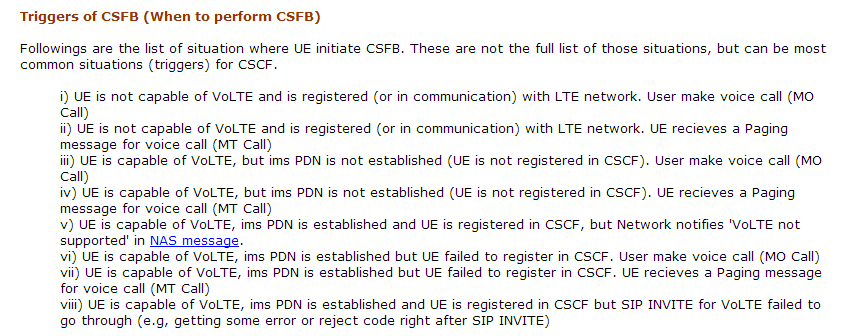 Triggers of CSFB (When to perform CSFB)
Followings are the list of situation where UE initiate CSFB. These are not the full list of those situations, but can be most
common situations (triggers) for CSCF.
i) UE is not capable of VoLTE and is registered (or in communication) with LTE network. User make voice call (MO
Call)
ii) UE is not capable of VoLTE and is registered (or in communication) with LTE network. UE recieves a Paging
message for voice call (MT Call)
iii) UE is capable of VoLTE, but ims PDN is not established (UE is not registered in CSCF). User make voice call (MO
Call)
iv) UE is capable of VoLTE, but ims PDN is not established (UE is not registered in CSCF). UE recieves a Paging
message for voice call (MT Call)
v) UE is capable of VoLTE, ims PDN is established and UE is registered in CSCF, but Network notifies 'VoLTE not
supported' in NAS message.
vi) UE is capable of VoLTE, ims PDN is established but UE failed to register in CSCF. User make voice call (MO Call)
vii) UE is capable of VoLTE, ims PDN is established but UE failed to register in CSCF. UE recieves a Paging message
for voice call (MT Call)
viii) UE is capable of VoLTE, ims PDN is established and UE is registered in CSCF but SIP INVITE for VoLTE failed to
go through (e.g, getting some error or reject code right after SIP INVITE)